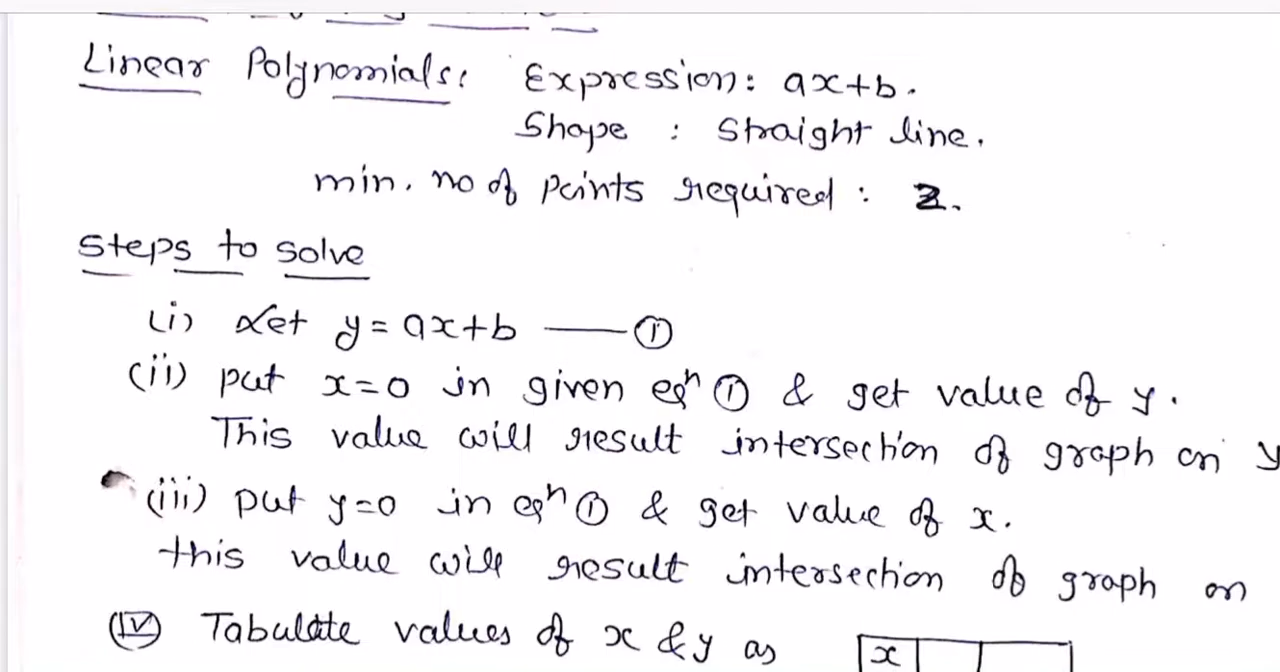 Linear Polynomials: Expression: ax+b.
Shape : Straight line.
min. no of points required : 2.
Steps to solve
(i) Let y = ax+b —— ①
(ii) put x=0 in given eqⁿ ① & get value of y.
This value will result intersection of graph on y
(iii) put y=0 in eqⁿ ① & get value of x.
this value will result intersection of graph on
(IV) Tabulate values of x & y as
x